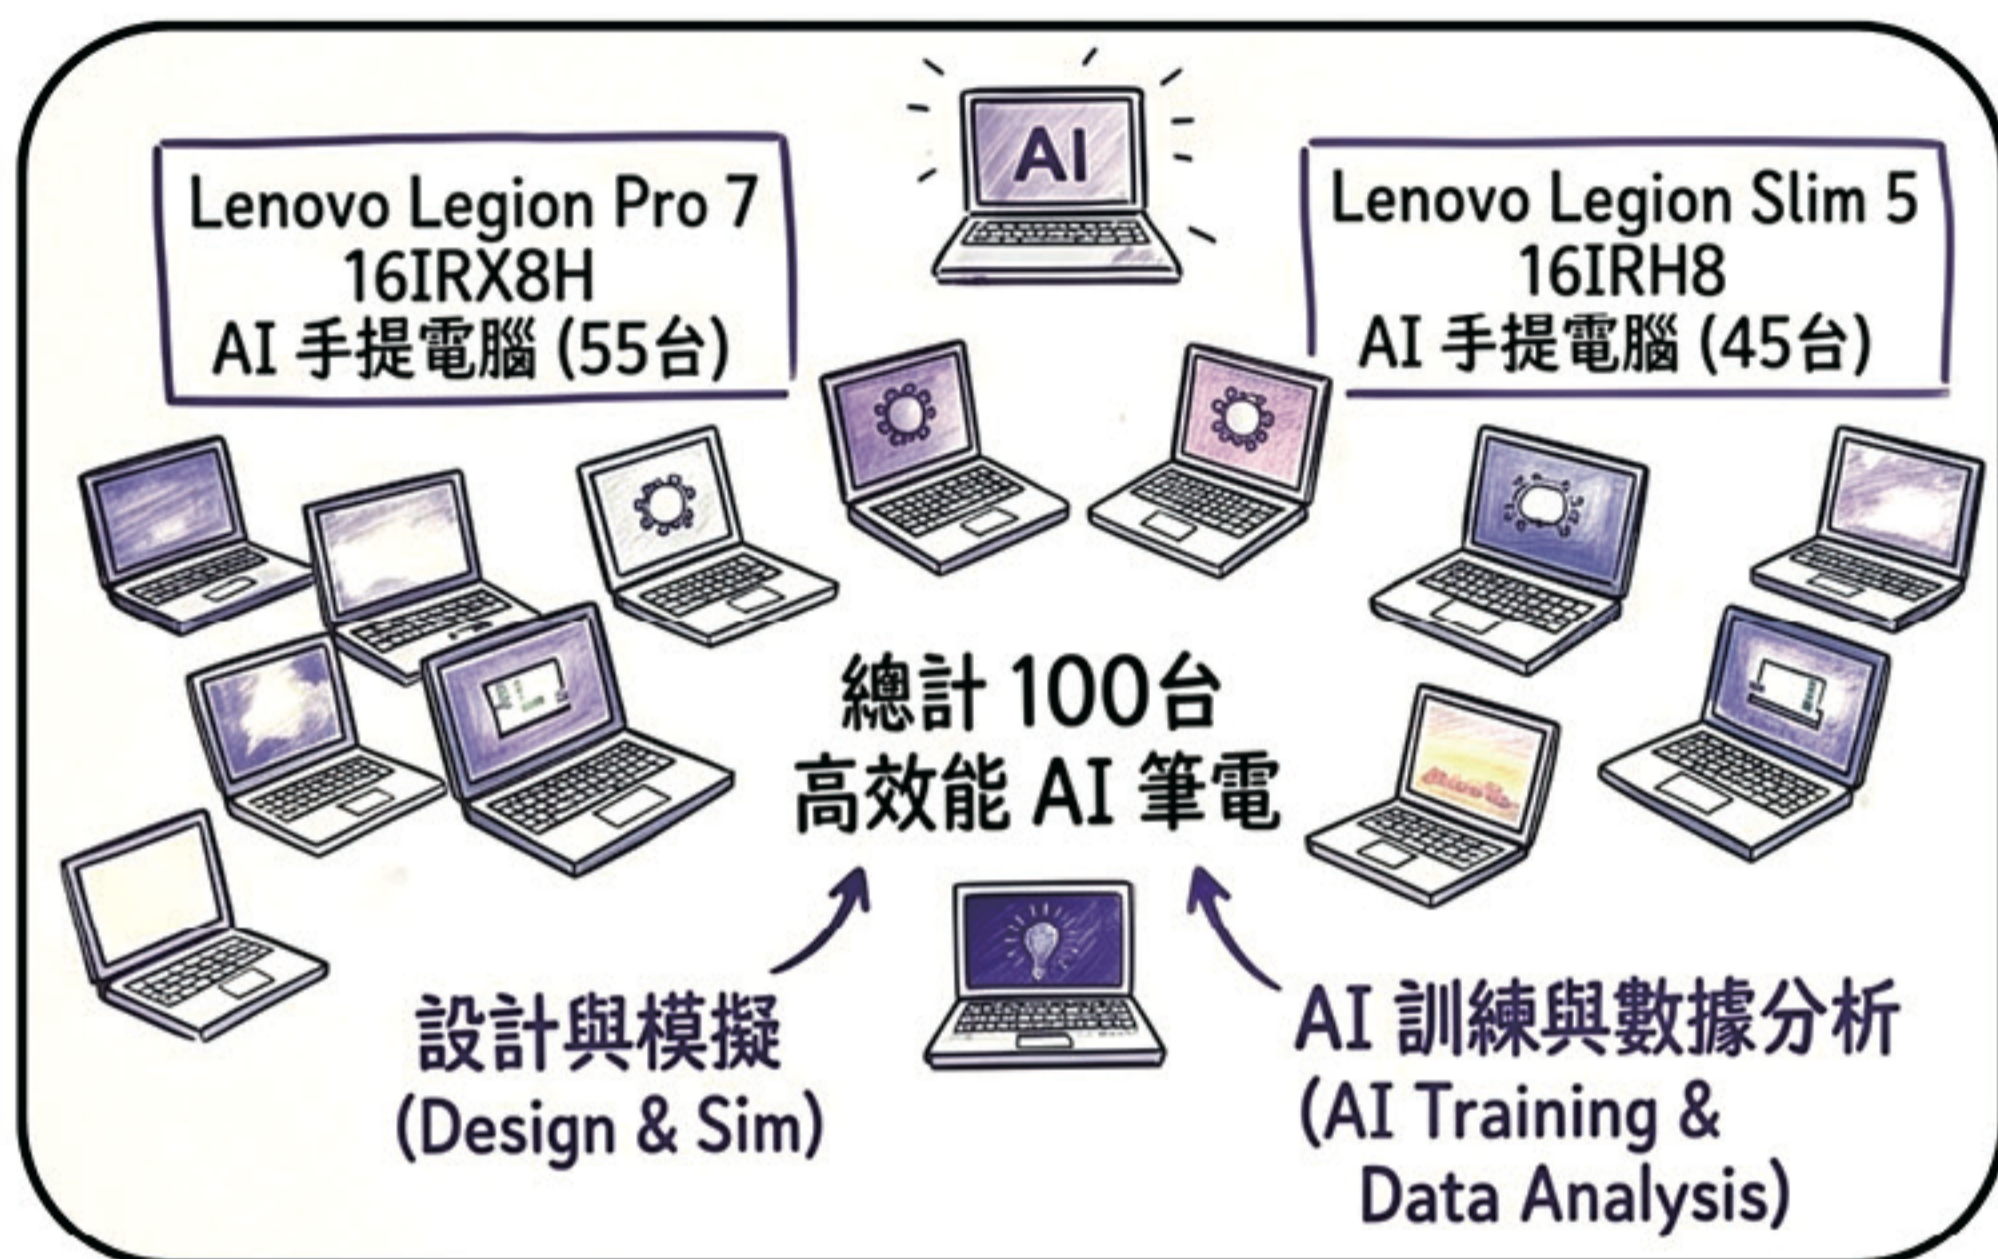 AI
Lenovo Legion Pro 7
16IRX8H
AI 手提電腦 (55台)
Lenovo Legion Slim 5
16IRH8
AI 手提電腦 (45台)
總計 100台
高效能 AI 筆電
設計與模擬
(Design & Sim)
AI 訓練與數據分析
(AI Training &
Data Analysis)